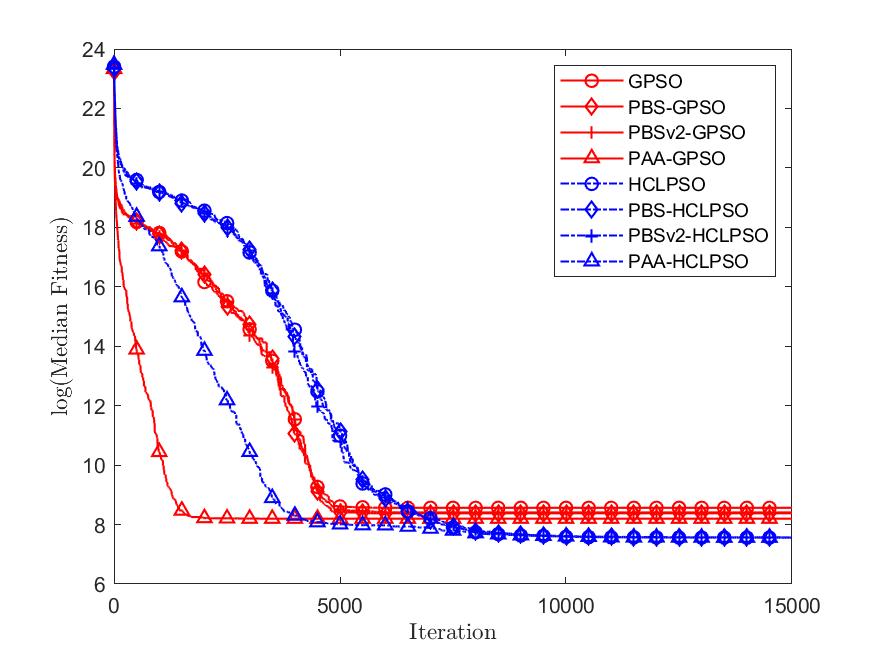 24
22
20
18
16
14
12
10
8
6
log(Median Fitness)
GPSO
PBS-GPSO
PBSv2-GPSO
PAA-GPSO
HCLPSO
PBS-HCLPSO
PBSv2-HCLPSO
PAA-HCLPSO
0 5000 10000 15000
Iteration